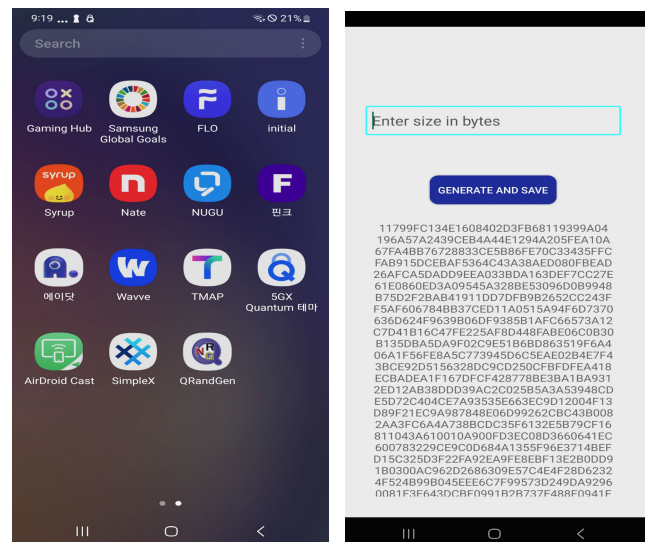 9:19 ... 21%
Search
Gaming Hub
Samsung
Global Goals
FLO
initial
syrup
Syrup
Nate
NUGU
핀크
에이닷
Wavve
TMAP
5GX
Quantum 테마
AirDroid Cast
SimpleX
QRandGen
Enter size in bytes
GENERATE AND SAVE
11799FC134E1608402D3FB68119399A04
196A57A2439CEB4A44E1294A205FEA10A
67FA4BB76728833CE5B86FE70C33435FFC
FAB915DCEBAF5364C43A38AED080FBEAD
26AFCA5DADD9EEA033BDA163DEF7CC27E
61E0860ED3A09545A328BE53096D0B9948
B75D2F2BAB41911DD7DFB9B2652CC243F
F5AF606784BB37CED11A0515A94F6D7370
636D624F9639B06DF9385B1AFC66573A12
C7D41B16C47FE225AF8D448FABE06C0B30
B135DBA5DA9F02C9E51B6BD863519F6A4
06A1F56FE8A5C773945D6C5EAE02B4E7F4
3BCE92D5156328DC9CD250CFBFDFEA418
ECBADEA1F167DFCF428778BE3BA1BA931
2ED12AB38DDD39AC2C025B5A3A53948CD
E5D72C404CE7A93535E663EC9D12004F13
D89F21EC9A987848E06D99262CBC43B008
2AA3FC6A4A738BCDC35F6132E5B79CF16
811043A610010A900FD3EC08D3660641EC
600783229CE9C0D684A1355F96E3714BEF
D15C325D3F22FA92EA9FE8EBF13E2B0DD9
1B0300AC962D2686309E57C4E4F28D6232
4F524B99B045EEE6C7F99573D249DA9296
0081F3F643DCBF0991B2B737F488F0941F